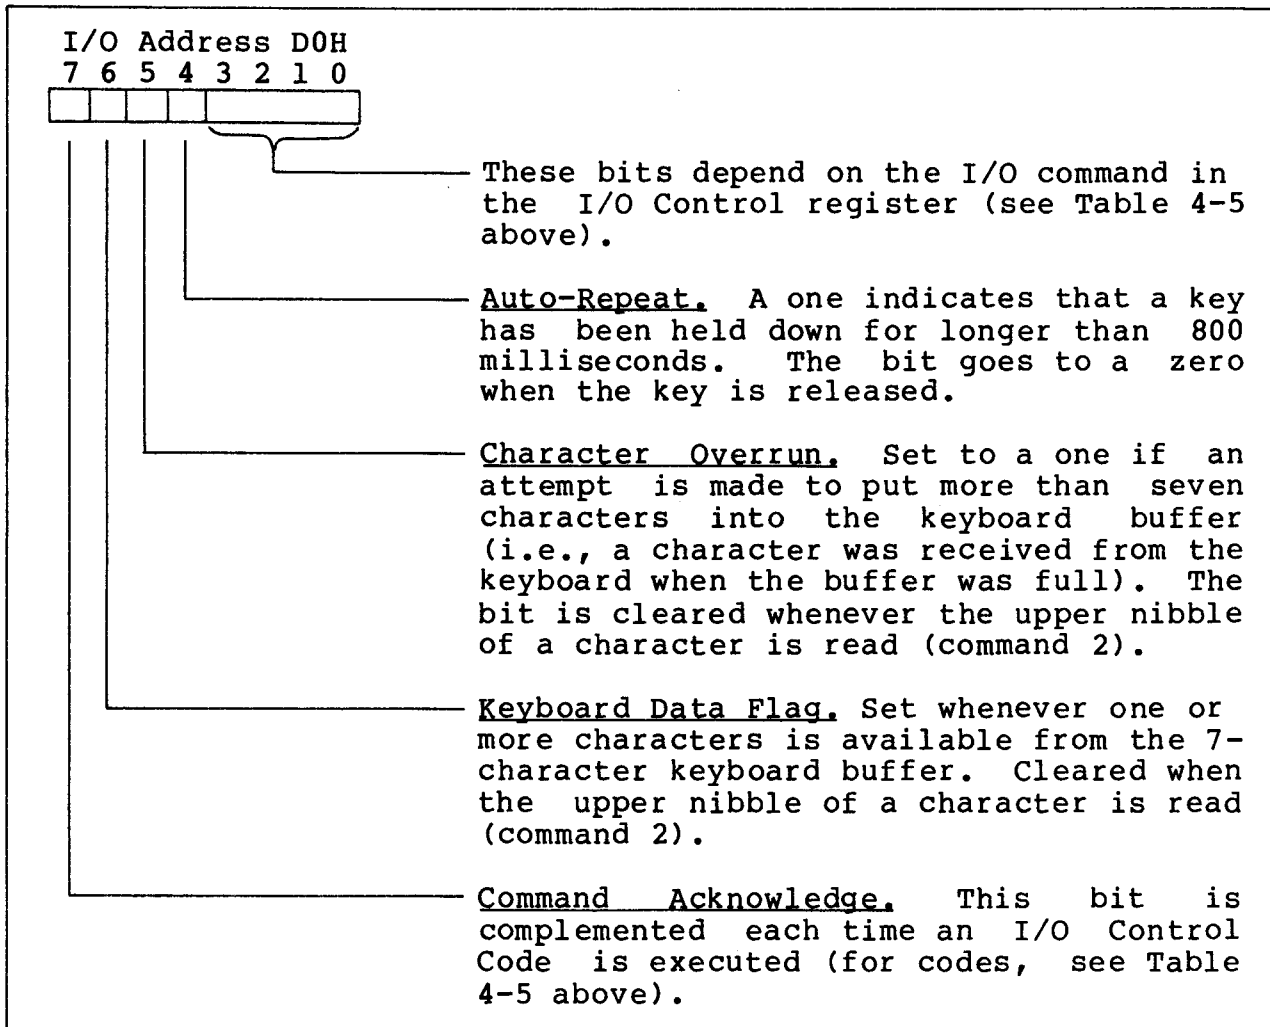 I/O Address D0H
7 6 5 4 3 2 1 0
These bits depend on the I/O command in
the I/O Control register (see Table 4-5
above).
Auto-Repeat. A one indicates that a key
has been held down for longer than 800
milliseconds. The bit goes to a zero
when the key is released.
Character Overrun. Set to a one if an
attempt is made to put more than seven
characters into the keyboard buffer
(i.e., a character was received from the
keyboard when the buffer was full). The
bit is cleared whenever the upper nibble
of a character is read (command 2).
Keyboard Data Flag. Set whenever one or
more characters is available from the 7-
character keyboard buffer. Cleared when
the upper nibble of a character is read
(command 2).
Command Acknowledge. This bit is
complemented each time an I/O Control
Code is executed (for codes, see Table
4-5 above).